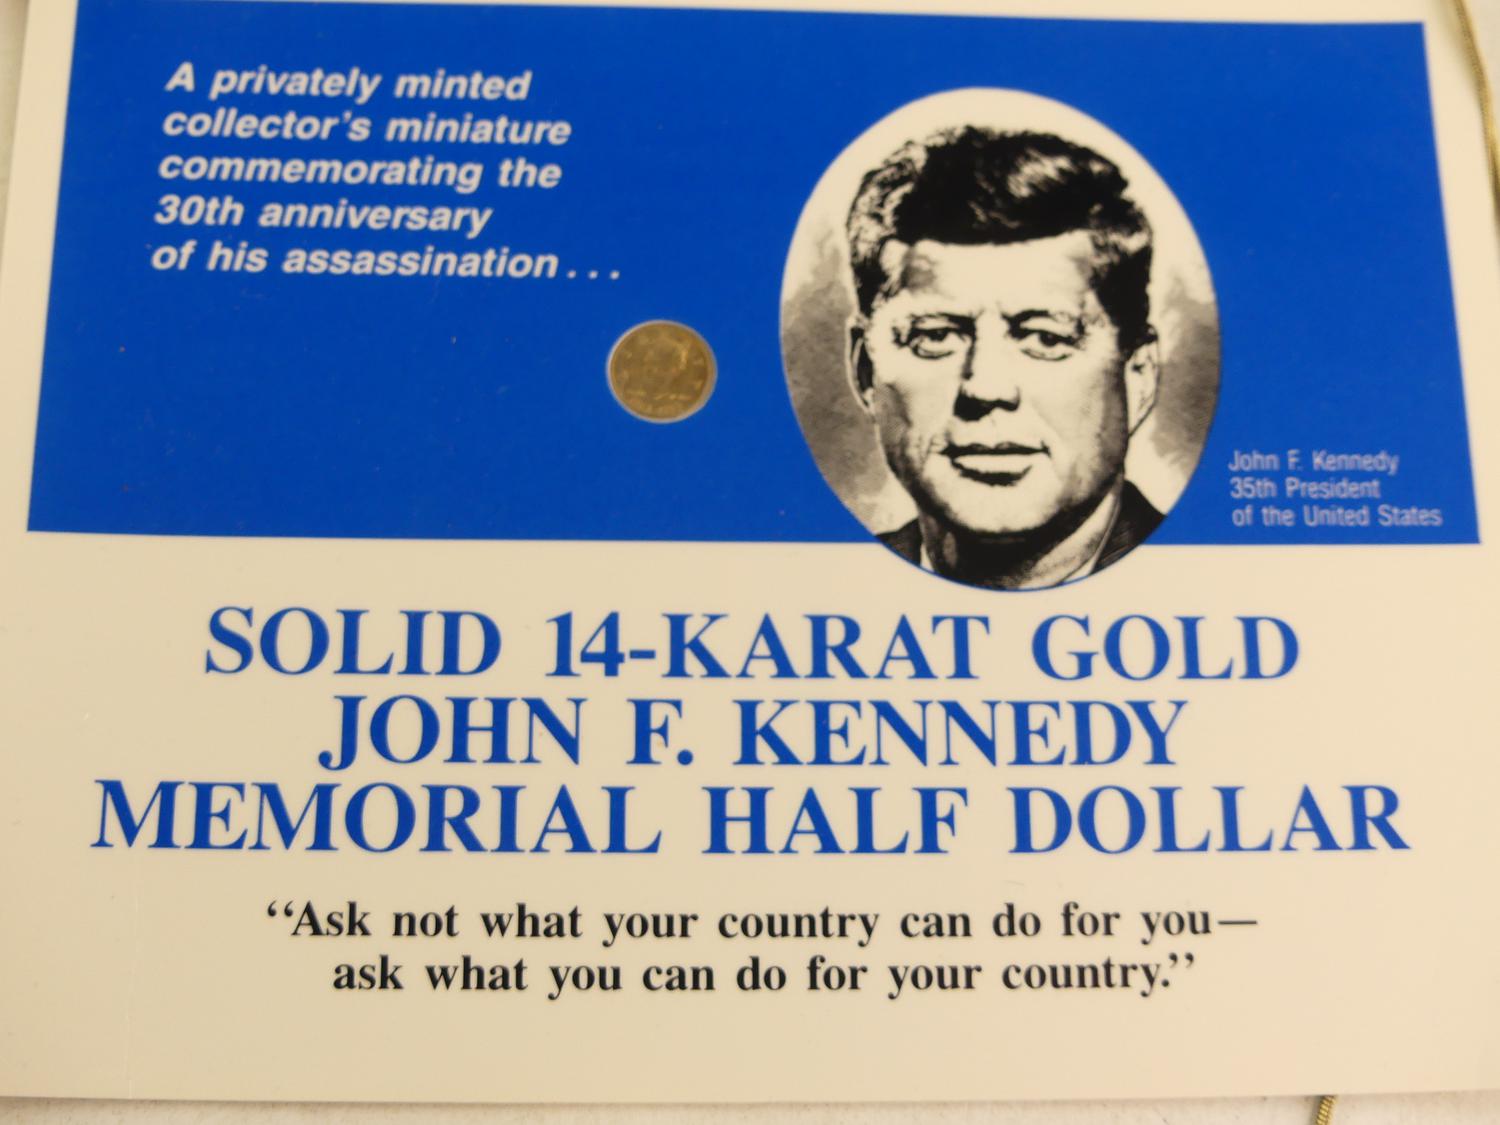 A privately minted
collector's miniature
commemorating the
30th anniversary
of his assassination...
John F. Kennedy
35th President
of the United States
SOLID 14-KARAT GOLD
JOHN F. KENNEDY
MEMORIAL HALF DOLLAR
“Ask not what your country can do for you—
ask what you can do for your country.”